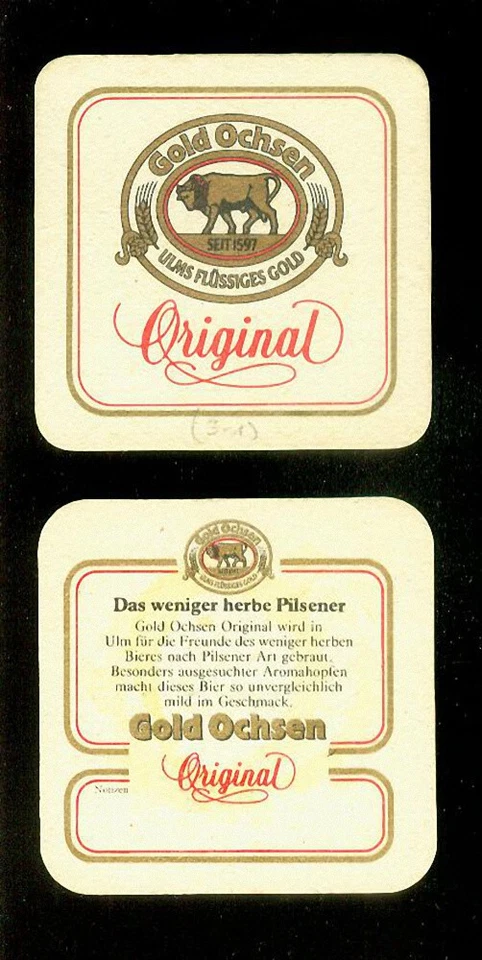 Gold Ochsen
SEIT 1597
ULMS FLÜSSIGES GOLD
Original
(3-1)
Gold Ochsen
ULMS FLÜSSIGES GOLD
Das weniger herbe Pilsener
Gold Ochsen Original wird in
Ulm für die Freunde des weniger herben
Bieres nach Pilsener Art gebraut.
Besonders ausgesuchter Aromahopfen
macht dieses Bier so unvergleichlich
mild im Geschmack.
Gold Ochsen
Original
Notizen